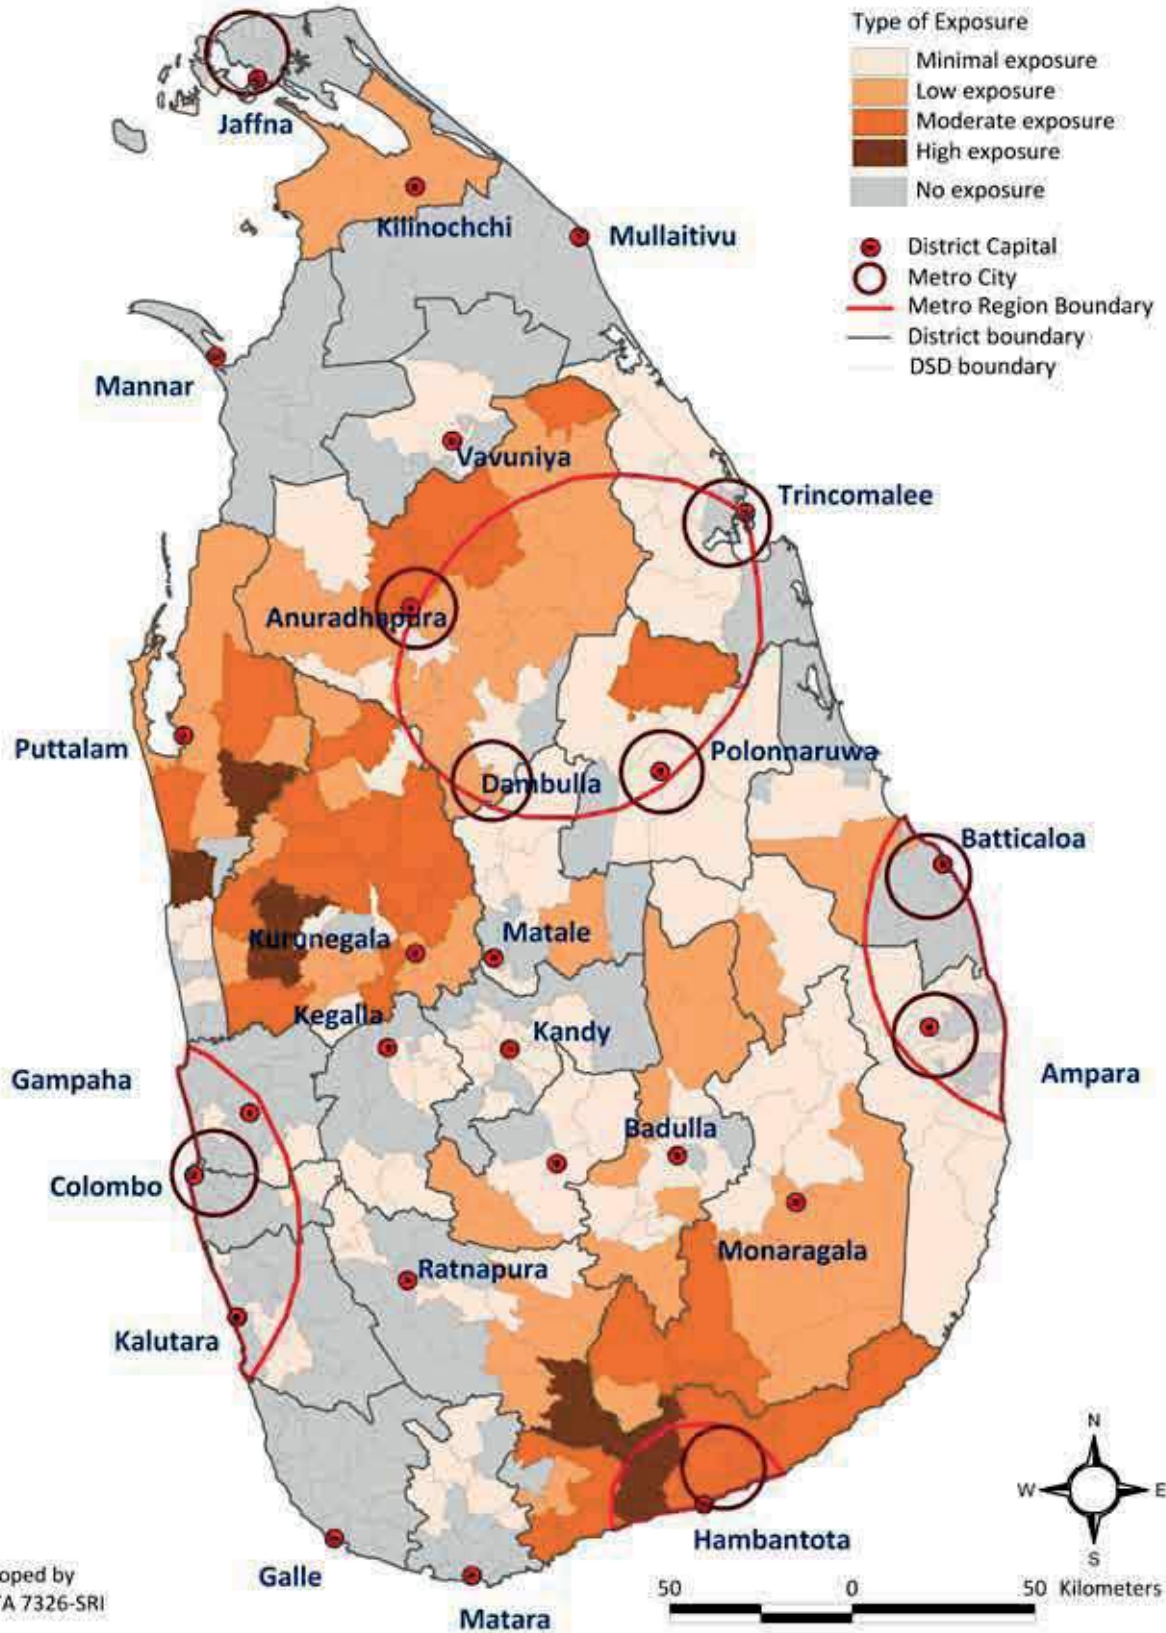 Type of Exposure
Minimal exposure
Low exposure
Moderate exposure
High exposure
No exposure
District Capital
Metro City
Metro Region Boundary
District boundary
DSD boundary
Jaffna
Kilinochchi
Mullaitivu
Mannar
Vavuniya
Trincomalee
Anuradhapura
Puttalam
Polonnaruwa
Dambulla
Batticaloa
Kurunegala
Matale
Kegalla
Kandy
Gampaha
Ampara
Badulla
Colombo
Monaragala
Ratnapura
Kalutara
N
W E
S
Hambantota
Galle
Matara
oped by
TA 7326-SRI
50 0 50 Kilometers